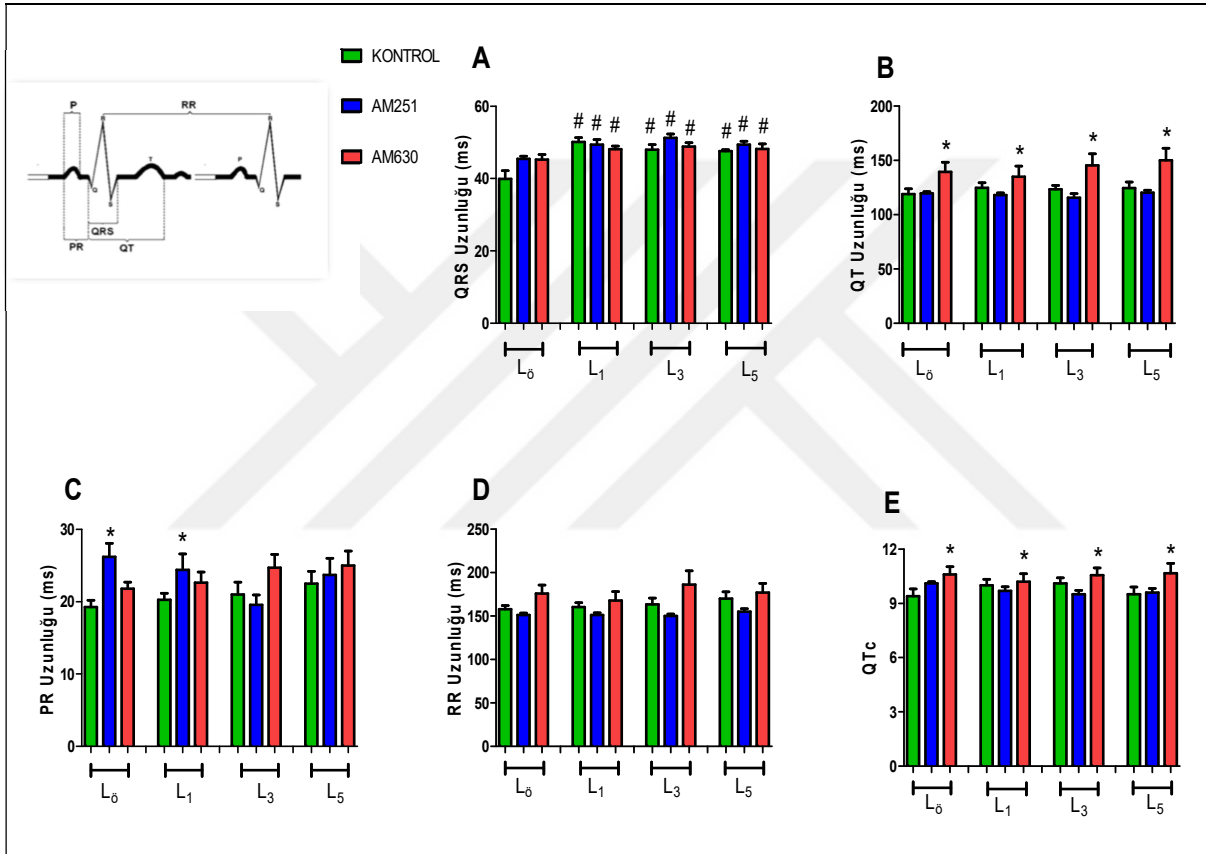 KONTROL
AM251
AM630
P
RR
R
R
T
P
Q
S
Q
S
QRS
PR
QT
A
QRS Uzunluğu (ms)
60
40
20
0
# # # # # # # # #
Lö L1 L3 L5
B
QT Uzunluğu (ms)
200
150
100
50
0
* * * *
Lö L1 L3 L5
C
PR Uzunluğu (ms)
30
20
10
0
* *
Lö L1 L3 L5
D
RR Uzunluğu (ms)
250
200
150
100
50
0
Lö L1 L3 L5
E
QTc
12
9
6
3
0
* * * *
Lö L1 L3 L5